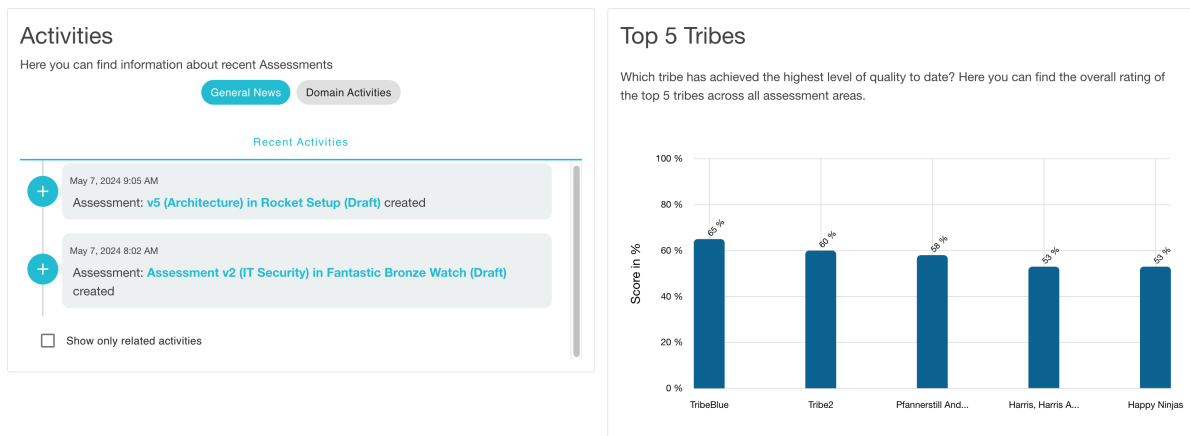 Activities
Here you can find information about recent Assessments
General News
Domain Activities
Recent Activities
May 7, 2024 9:05 AM
Assessment: v5 (Architecture) in Rocket Setup (Draft) created
May 7, 2024 8:02 AM
Assessment: Assessment v2 (IT Security) in Fantastic Bronze Watch (Draft)
created
Show only related activities
Top 5 Tribes
Which tribe has achieved the highest level of quality to date? Here you can find the overall rating of
the top 5 tribes across all assessment areas.
100 %
80 %
60 %
40 %
20 %
0 %
Score in %
65 %
60 %
58 %
53 %
53 %
TribeBlue
Tribe2
Pfannerstill And...
Harris, Harris A...
Happy Ninjas